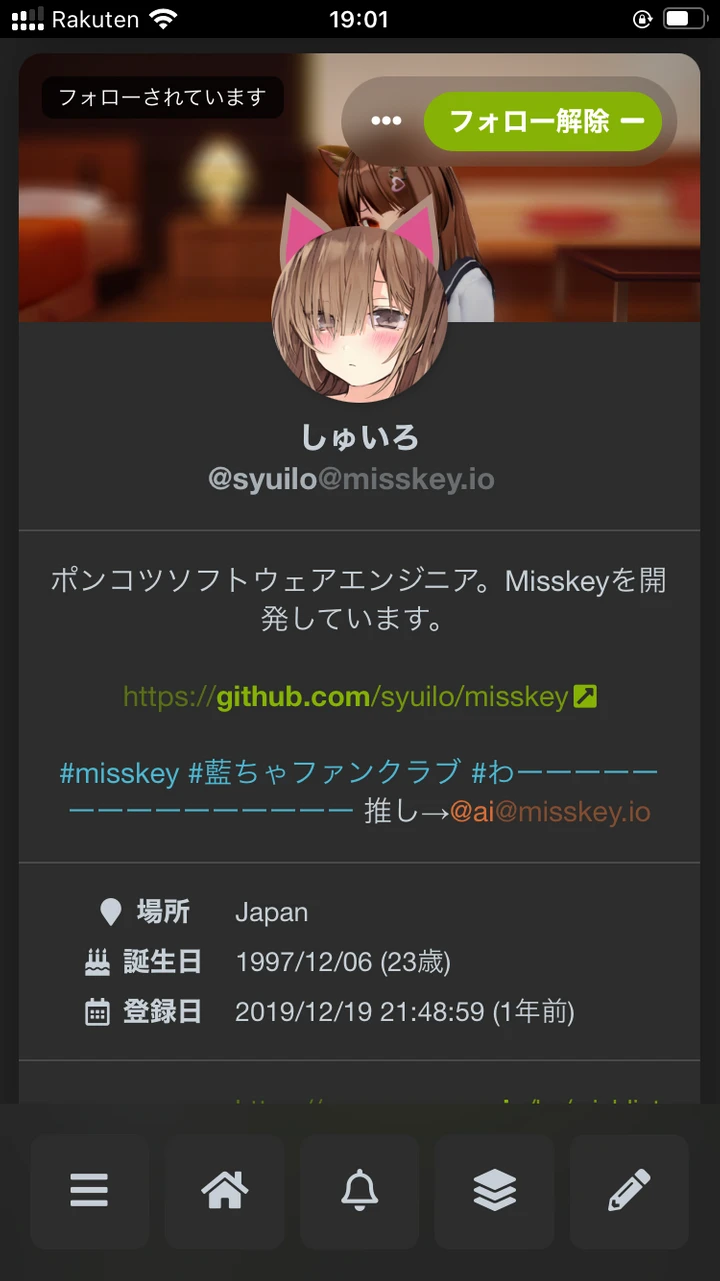 Rakuten 19:01
フォローされています
フォロー解除
しゅいろ
@syuilo@misskey.io
ポンコツソフトウェアエンジニア。Misskeyを開
発しています。
https://github.com/syuilo/misskey
#misskey #藍ちゃファンクラブ #わーーーーー
ーーーーーーーーーー 推し→@ai@misskey.io
場所 Japan
誕生日 1997/12/06 (23歳)
登録日 2019/12/19 21:48:59 (1年前)